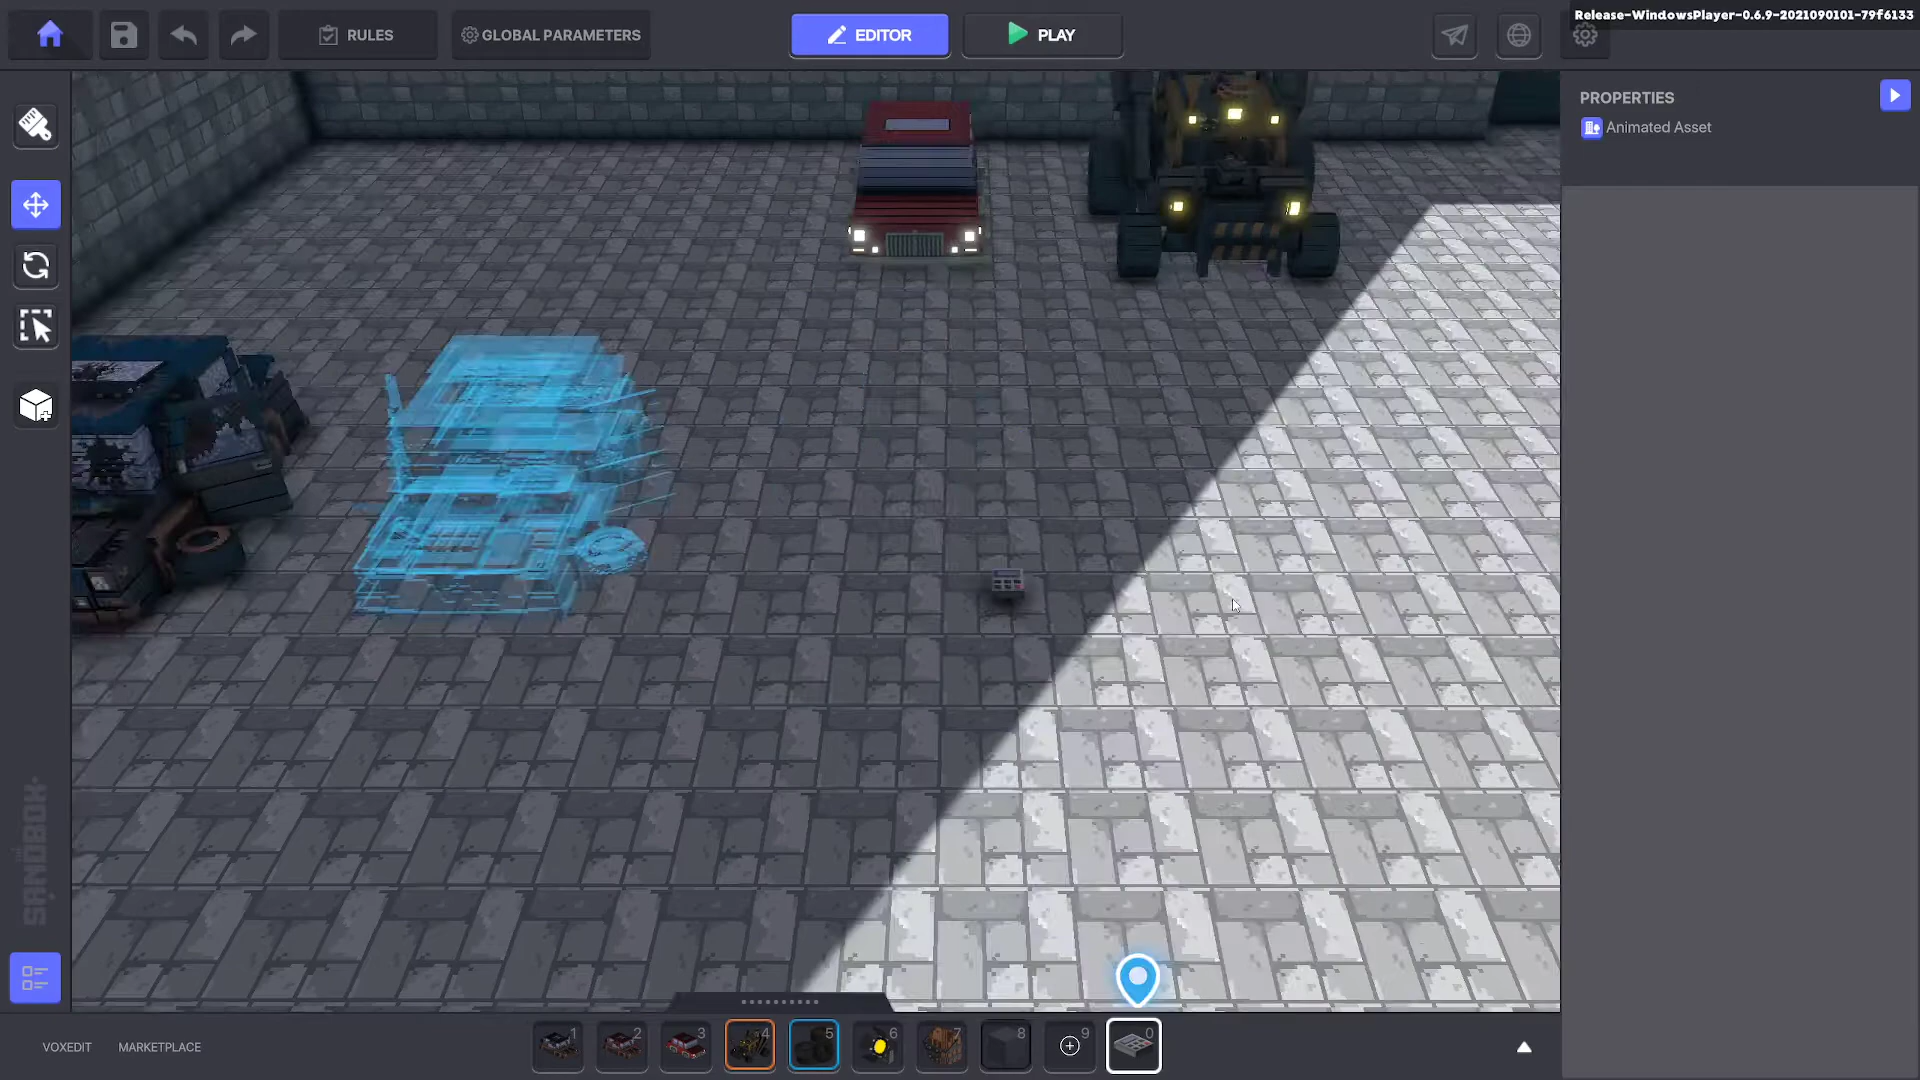 RULES
GLOBAL PARAMETERS
EDITOR
PLAY
Release-WindowsPlayer-0.6.9-2021090101-79f6133
PROPERTIES
Animated Asset
THE SANDBOX
VOXEDIT
MARKETPLACE
1
2
3
4
5
6
7
8
9
0